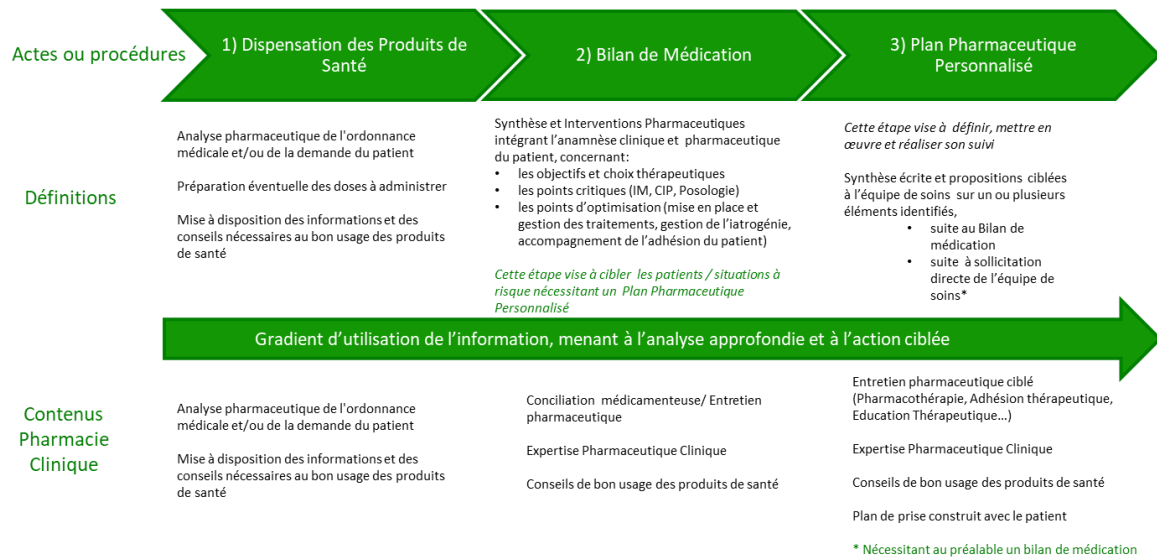 Actes ou procédures
1) Dispensation des Produits de
Santé
2) Bilan de Médication
3) Plan Pharmaceutique
Personnalisé
Définitions
Analyse pharmaceutique de l'ordonnance
médicale et/ou de la demande du patient
Préparation éventuelle des doses à administrer
Mise à disposition des informations et des
conseils nécessaires au bon usage des produits
de santé
Synthèse et Interventions Pharmaceutiques
intégrant l’anamnèse clinique et pharmaceutique
du patient, concernant:
• les objectifs et choix thérapeutiques
• les points critiques (IM, CIP, Posologie)
• les points d’optimisation (mise en place et
gestion des traitements, gestion de l’iatrogénie,
accompagnement de l’adhésion du patient)
Cette étape vise à cibler les patients / situations à
risque nécessitant un Plan Pharmaceutique
Personnalisé
Cette étape vise à définir, mettre en
œuvre et réaliser son suivi
Synthèse écrite et propositions ciblées
à l’équipe de soins sur un ou plusieurs
éléments identifiés,
• suite au Bilan de
médication
• suite à sollicitation
directe de l’équipe de
soins*
Gradient d’utilisation de l’information, menant à l’analyse approfondie et à l’action ciblée
Contenus
Pharmacie
Clinique
Analyse pharmaceutique de l'ordonnance
médicale et/ou de la demande du patient
Mise à disposition des informations et des
conseils nécessaires au bon usage des produits
de santé
Conciliation médicamenteuse/ Entretien
pharmaceutique
Expertise Pharmaceutique Clinique
Conseils de bon usage des produits de santé
Entretien pharmaceutique ciblé
(Pharmacothérapie, Adhésion thérapeutique,
Education Thérapeutique…)
Expertise Pharmaceutique Clinique
Conseils de bon usage des produits de santé
Plan de prise construit avec le patient
* Nécessitant au préalable un bilan de médication